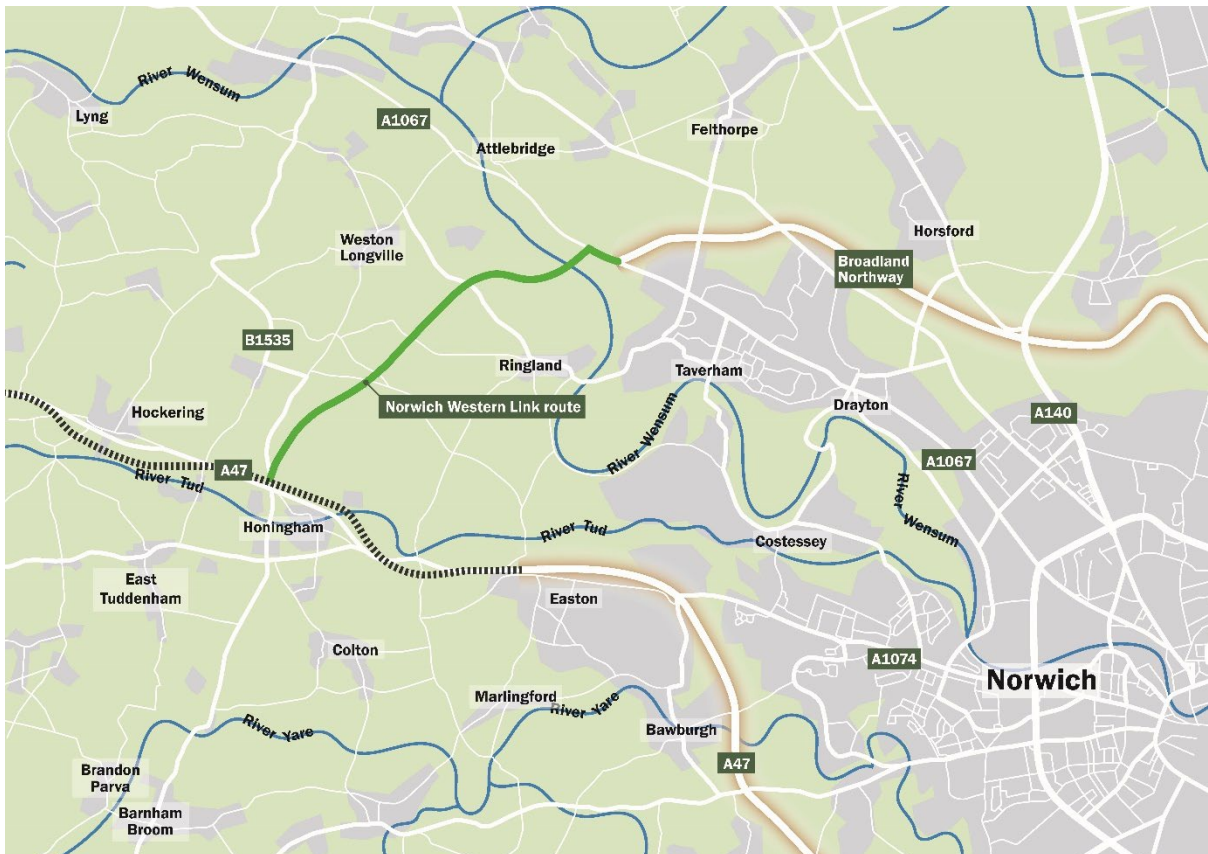 River Wensum
Lyng
A1067
Attlebridge
Felthorpe
Weston
Longville
Horsford
Broadland
Northway
B1535
Ringland
Taverham
Norwich Western Link route
Hockering
Drayton
A140
River Wensum
A47
River Tud
A1067
River Wensum
Honingham
River Tud
Costessey
East
Tuddenham
Easton
Colton
A1074
Norwich
Marlingford
River Yare
River Yare
Bawburgh
A47
Brandon
Parva
Barnham
Broom